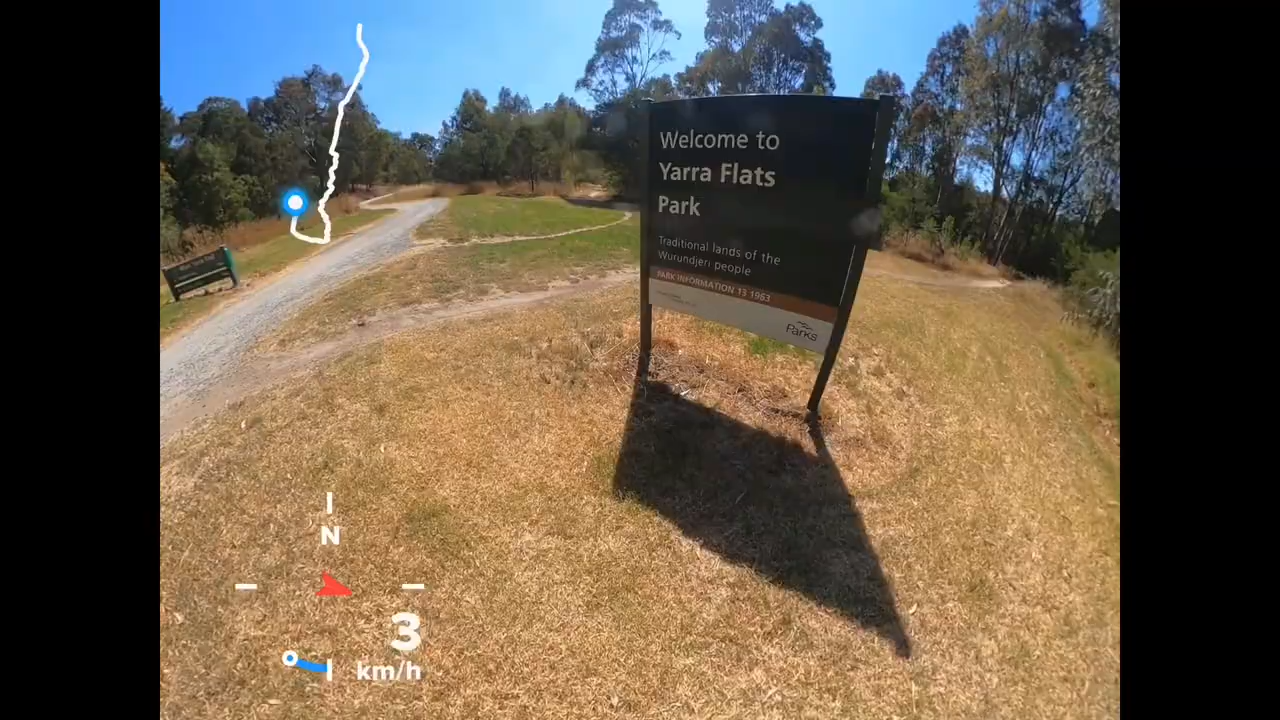 Welcome to
Yarra Flats
Park
Traditional lands of the
Wurundjeri people
PARK INFORMATION 13 1963
Parks
N
3
km/h